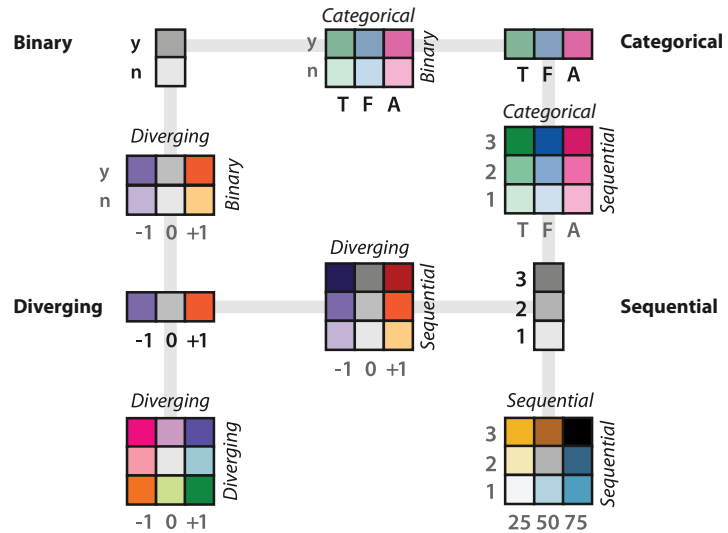 Categorical
Binary
y
n
y
n
Binary
T F A
T F A
Categorical
Categorical
3
2
1
Sequential
T F A
Diverging
y
n
Binary
-1 0 +1
Diverging
-1 0 +1
Diverging
Sequential
-1 0 +1
3
2
1
Sequential
Diverging
Diverging
-1 0 +1
Sequential
3
2
1
Sequential
25 50 75